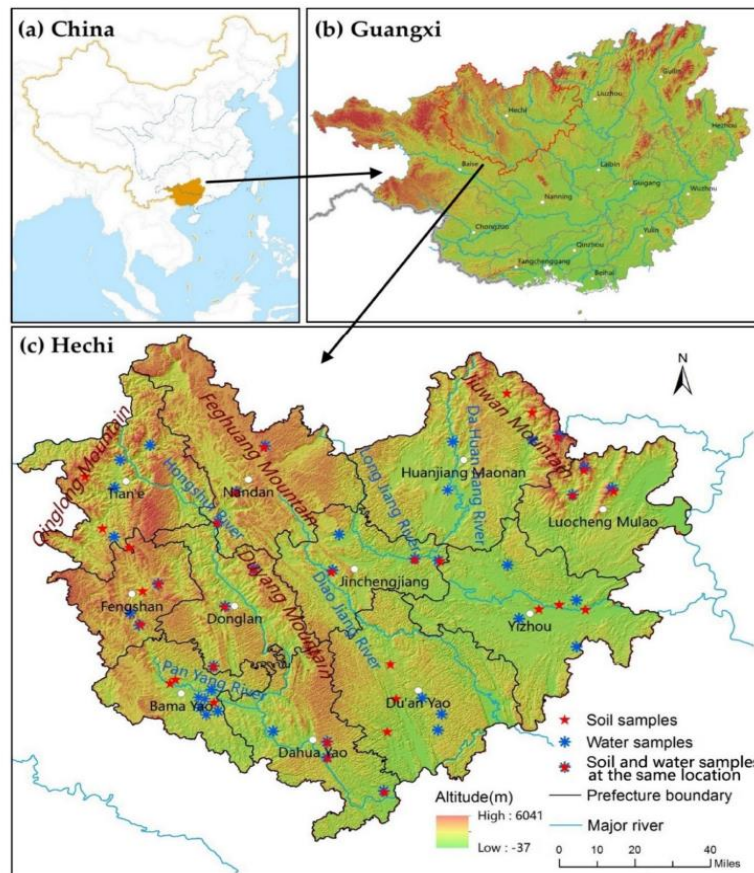 (a) China
(b) Guangxi
Guilin
Hechi
Liuzhou
Hezhou
Baise
Laibin
Guigang
Wuzhou
Nanning
Chongzuo
Yulin
Qinzhou
Fangchenggang
Beihai
(c) Hechi
N
Jiuwan Mountain
Feghuang Mountain
Qinglong Mountain
Da Huan Jiang River
Long Jiang River
Huanjiang Maonan
Hongshui River
Tian'e
Nandan
Luocheng Mulao
Duyang Mountain
Diao Jiang River
Jinchengjiang
Fengshan
Donglan
Yizhou
Pan Yang River
Bama Yao
Du'an Yao
Dahua Yao
Soil samples
Water samples
Soil and water samples
at the same location
Prefecture boundary
Major river
Altitude(m)
High : 6041
Low : -37
0 10 20 40
Miles